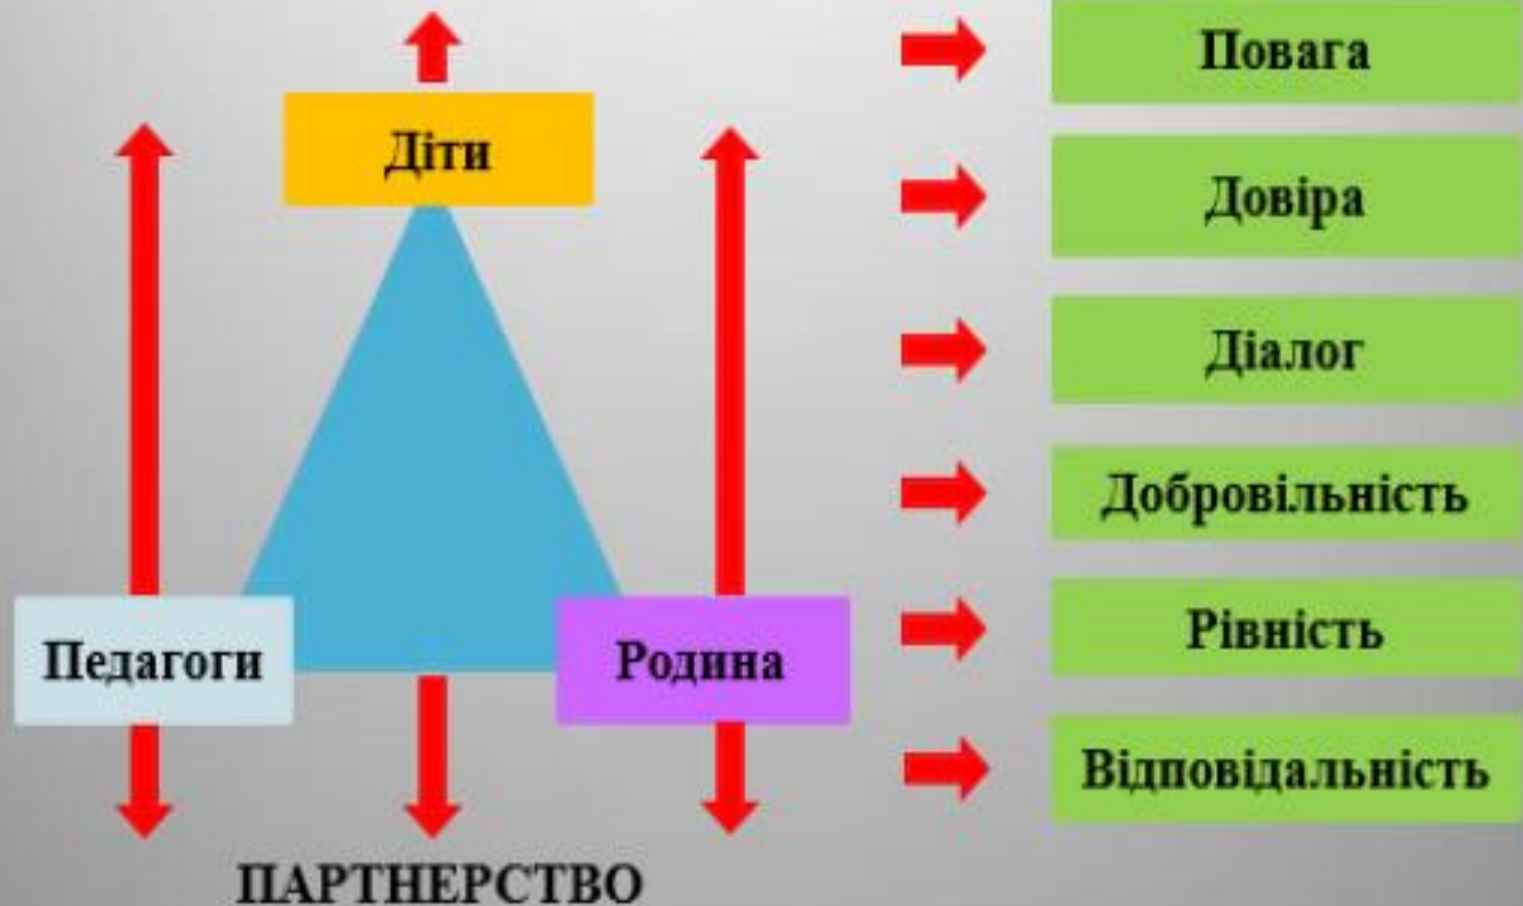 Діти
Педагоги
Родина
ПАРТНЕРСТВО
Повага
Довіра
Діалог
Добровільність
Рівність
Відповідальність